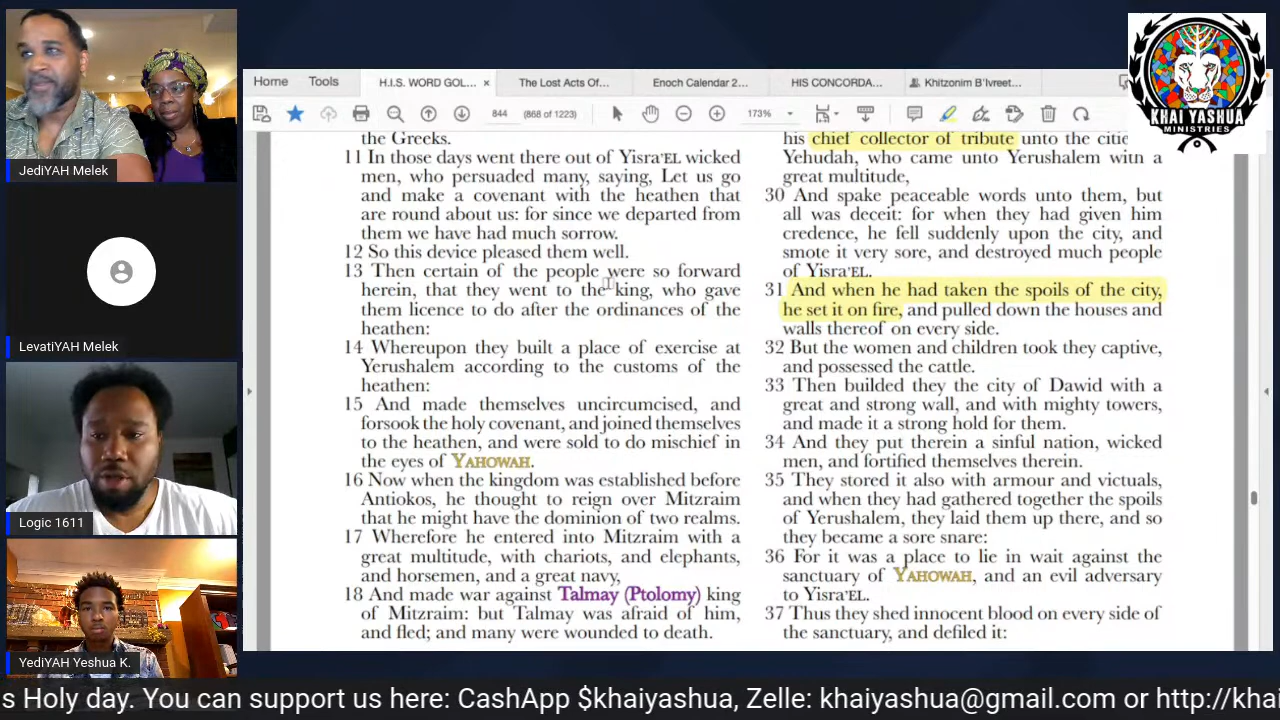 JediYAH Melek
LevatiYAH Melek
Logic 1611
YediYAH Yeshua K.
KHAI YASHUA
MINISTRIES
Home Tools H.I.S. WORD GOL... × The Lost Acts Of... Enoch Calendar 2... HIS CONCORDA... Khitzonim B'Ivreet...
844 (868 of 1223) 173%
the Greeks.
11 In those days went there out of Yisra'EL wicked
men, who persuaded many, saying, Let us go
and make a covenant with the heathen that
are round about us: for since we departed from
them we have had much sorrow.
12 So this device pleased them well.
13 Then certain of the people were so forward
herein, that they went to the king, who gave
them licence to do after the ordinances of the
heathen:
14 Whereupon they built a place of exercise at
Yerushalem according to the customs of the
heathen:
15 And made themselves uncircumcised, and
forsook the holy covenant, and joined themselves
to the heathen, and were sold to do mischief in
the eyes of YAHOWAH.
16 Now when the kingdom was established before
Antiokos, he thought to reign over Mitzraim
that he might have the dominion of two realms.
17 Wherefore he entered into Mitzraim with a
great multitude, with chariots, and elephants,
and horsemen, and a great navy,
18 And made war against Talmay (Ptolomy) king
of Mitzraim: but Talmay was afraid of him,
and fled; and many were wounded to death.
his chief collector of tribute unto the citie
Yehudah, who came unto Yerushalem with a
great multitude,
30 And spake peaceable words unto them, but
all was deceit: for when they had given him
credence, he fell suddenly upon the city, and
smote it very sore, and destroyed much people
of Yisra'EL.
31 And when he had taken the spoils of the city,
he set it on fire, and pulled down the houses and
walls thereof on every side.
32 But the women and children took they captive,
and possessed the cattle.
33 Then builded they the city of Dawid with a
great and strong wall, and with mighty towers,
and made it a strong hold for them.
34 And they put therein a sinful nation, wicked
men, and fortified themselves therein.
35 They stored it also with armour and victuals,
and when they had gathered together the spoils
of Yerushalem, they laid them up there, and so
they became a sore snare:
36 For it was a place to lie in wait against the
sanctuary of YAHOWAH, and an evil adversary
to Yisra'EL.
37 Thus they shed innocent blood on every side of
the sanctuary, and defiled it:
s Holy day. You can support us here: CashApp $khaiyashua, Zelle: khaiyashua@gmail.com or http://khai